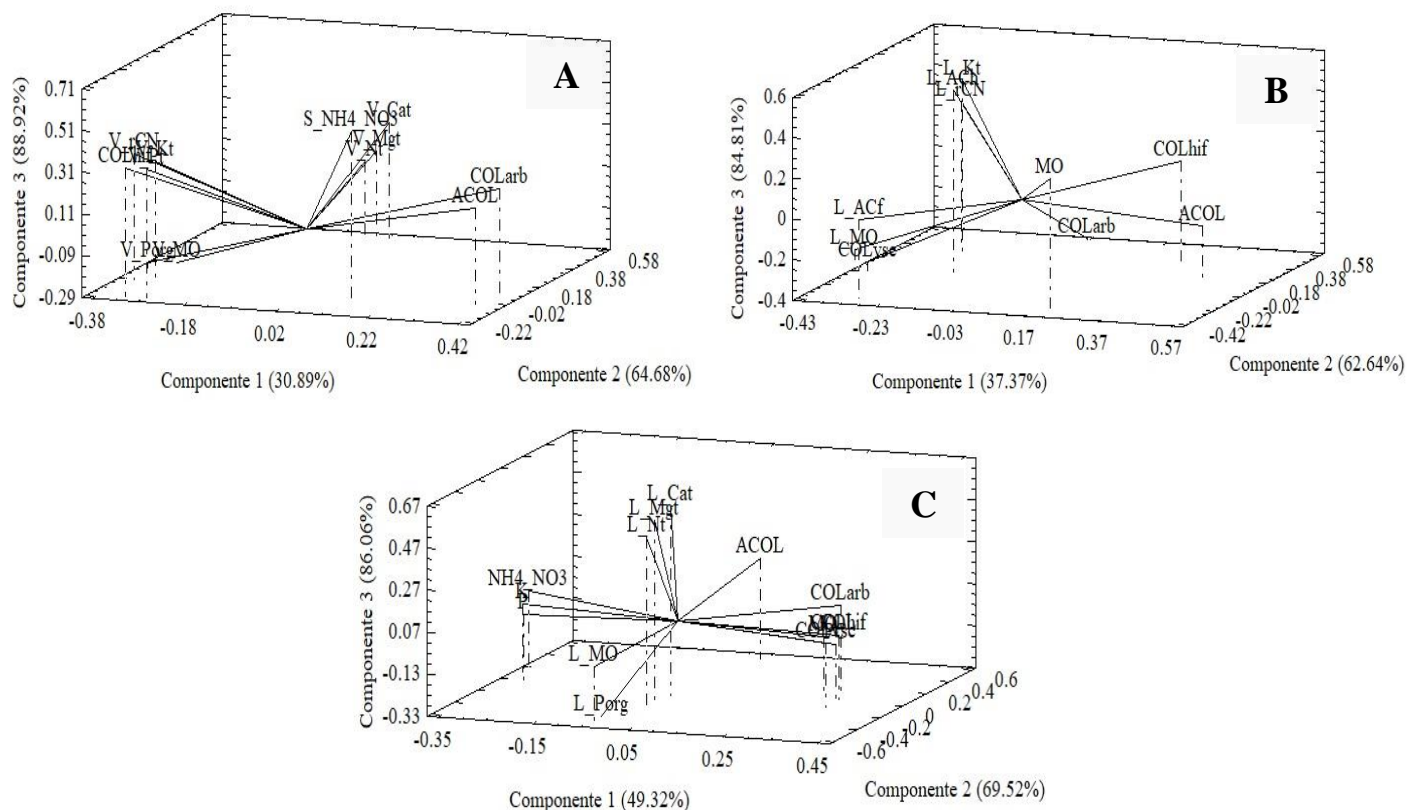 A
Componente 3 (88.92%)
0.71
0.51
0.31
0.11
-0.09
-0.29
-0.38
-0.18
0.02
0.22
0.42
-0.22
-0.02
0.18
0.38
0.58
Componente 1 (30.89%)
Componente 2 (64.68%)
S_NH4_NO3
V_Cat
V_Mgt
V_Nt
COLarb
ACOL
B
Componente 3 (84.81%)
0.6
0.4
0.2
0
-0.2
-0.4
-0.43
-0.23
-0.03
0.17
0.37
0.57
-0.42
-0.22
-0.02
0.18
0.38
0.58
Componente 1 (37.37%)
Componente 2 (62.64%)
L_Kt
L_ACh
MO
COLhif
L_ACf
L_MO
COLyse
COLarb
ACOL
C
Componente 3 (86.06%)
0.67
0.47
0.27
0.07
-0.13
-0.33
-0.35
-0.15
0.05
0.25
0.45
-0.6
-0.4
-0.2
0
0.2
0.4
0.6
Componente 1 (49.32%)
Componente 2 (69.52%)
L_Cat
L_Mgt
L_Nt
ACOL
NH4_NO3
K
P
COLarb
L_MO
L_Porg